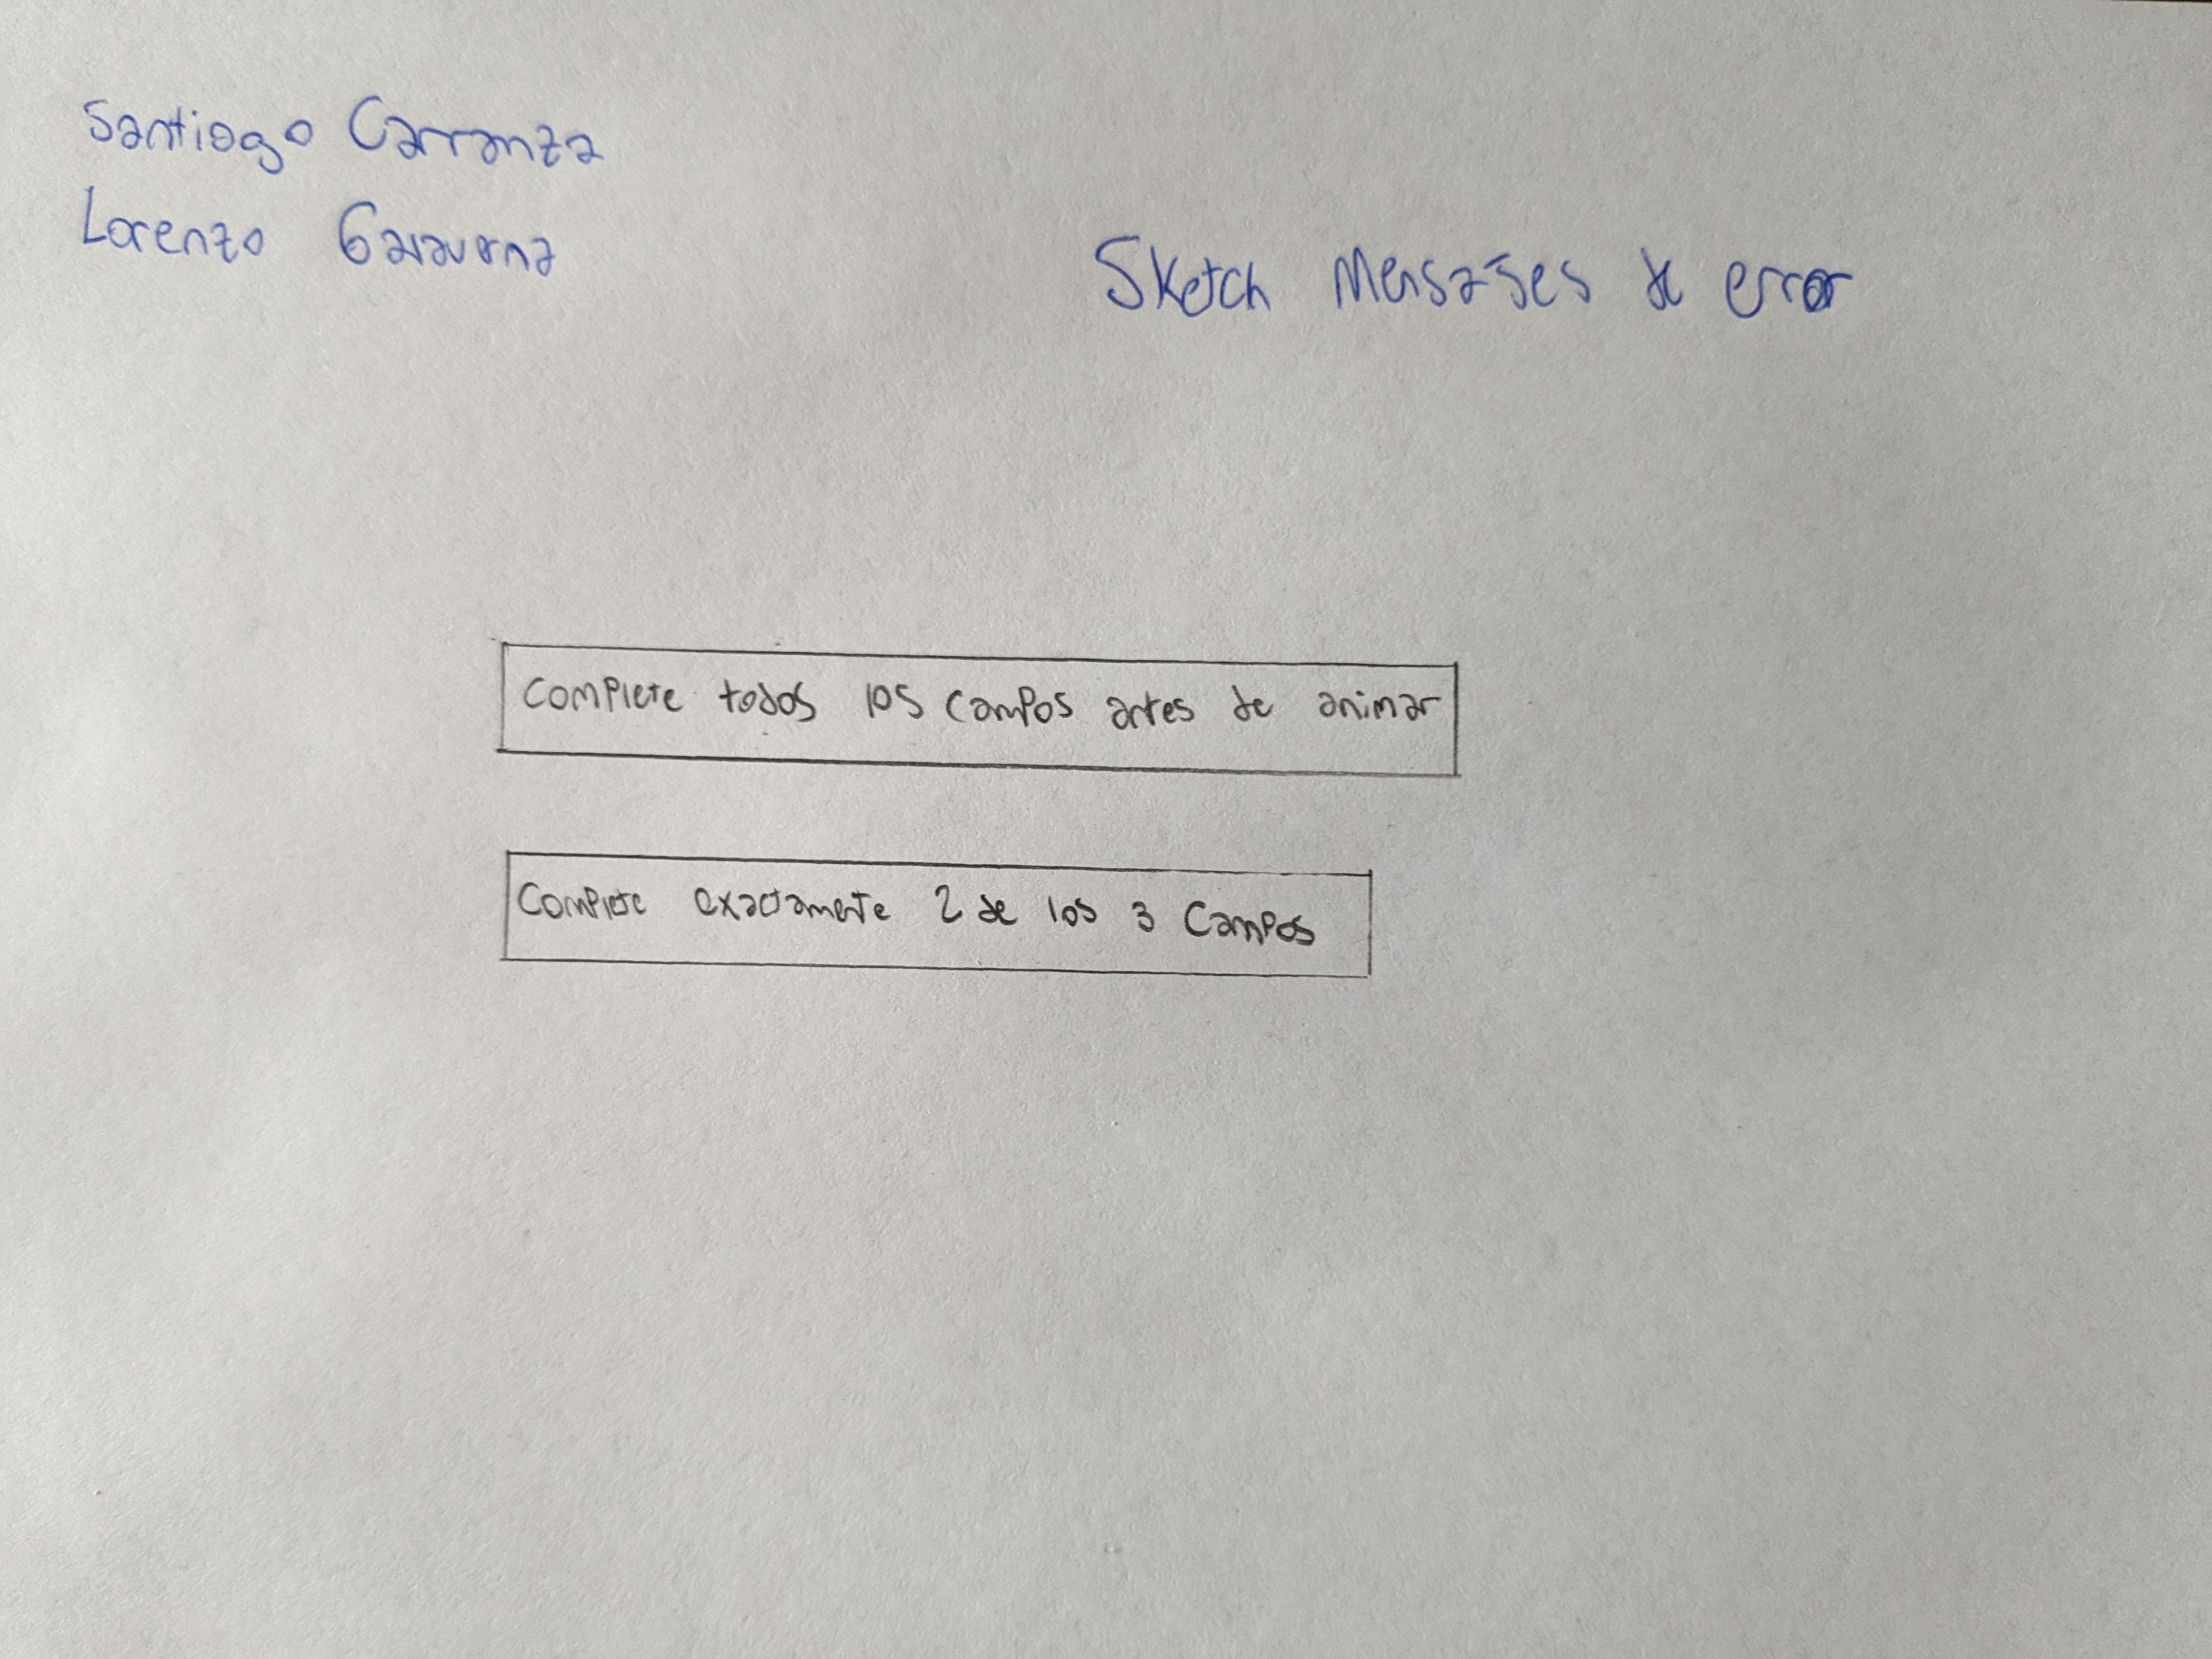 Santiago Carranza
Lorenzo
Sketch Mensajes de error
Complete todos los campos antes de animar
Complete exactamente 2 de los 3 campos